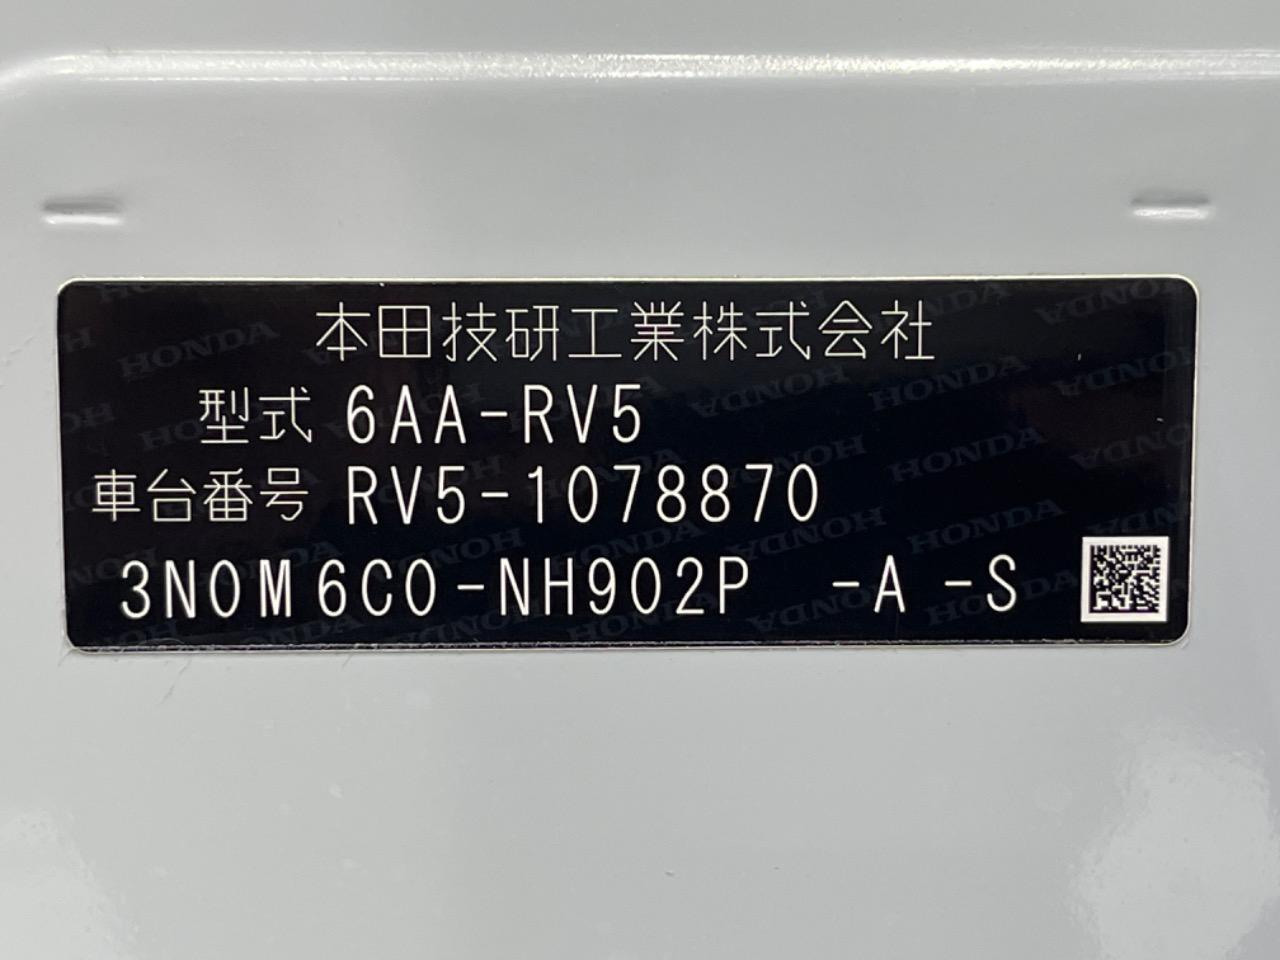 本田技研工業株式会社
型式 6AA-RV5
車台番号 RV5-1078870
3N0M6C0-NH902P -A -S